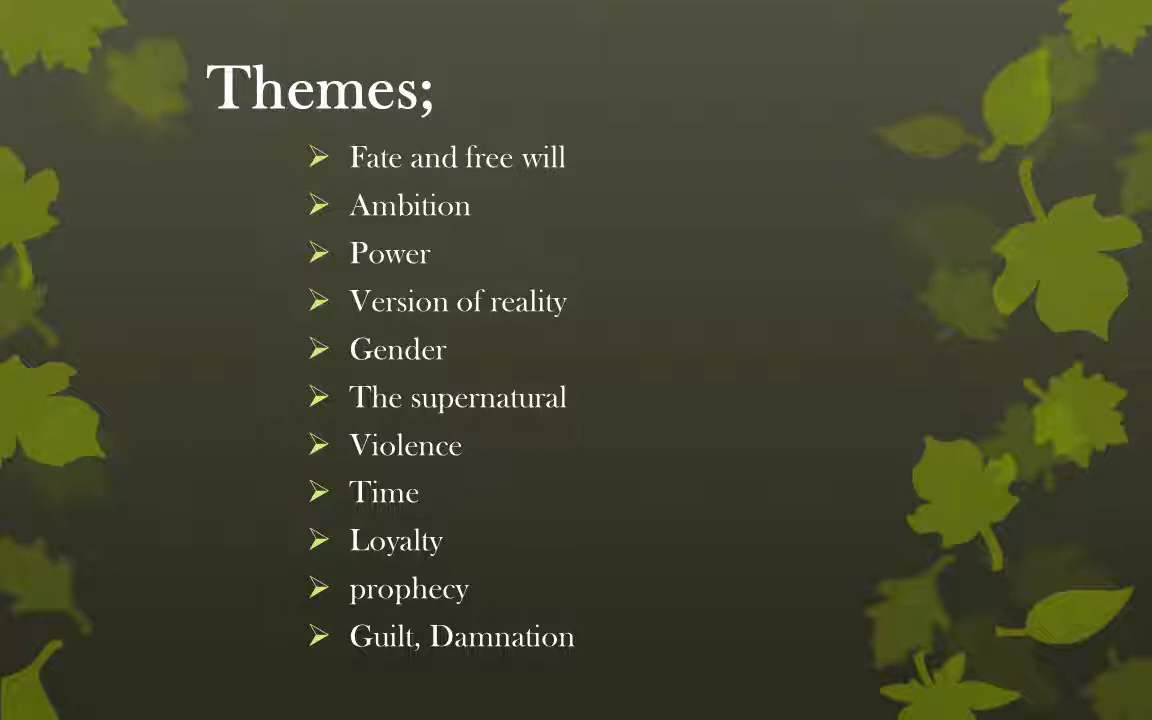 Themes;
Fate and free will
Ambition
Power
Version of reality
Gender
The supernatural
Violence
Time
Loyalty
prophecy
Guilt, Damnation